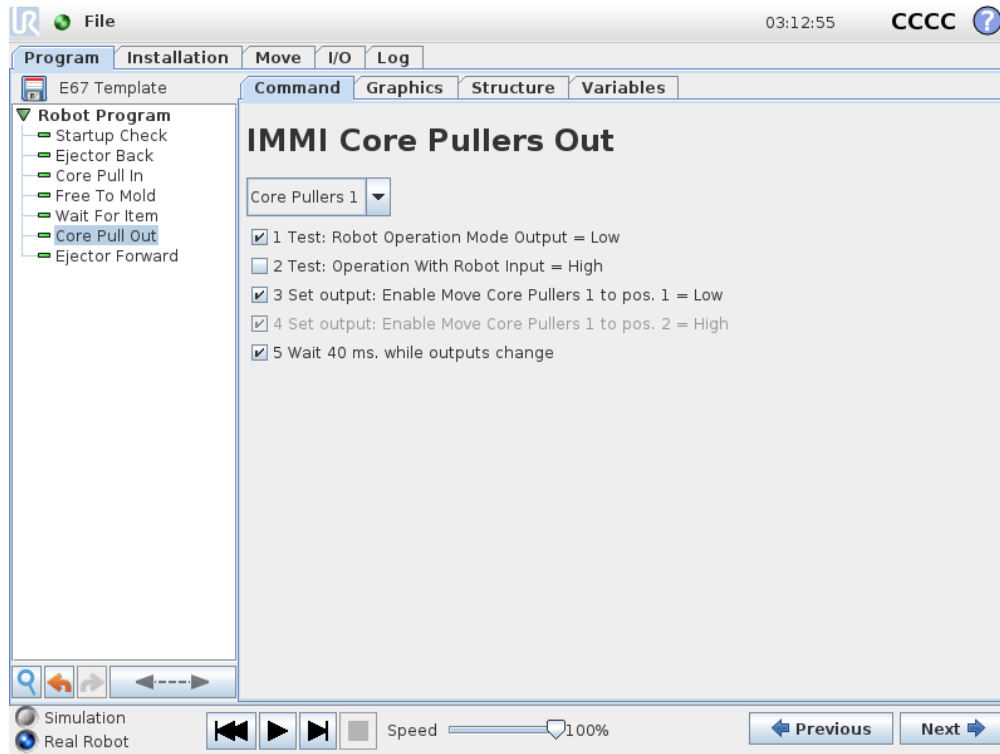 UR File 03:12:55 CCCC ?
Program Installation Move I/O Log
E67 Template
Command Graphics Structure Variables
Robot Program
Startup Check
Ejector Back
Core Pull In
Free To Mold
Wait For Item
Core Pull Out
Ejector Forward
IMMI Core Pullers Out
Core Pullers 1
1 Test: Robot Operation Mode Output = Low
2 Test: Operation With Robot Input = High
3 Set output: Enable Move Core Pullers 1 to pos. 1 = Low
4 Set output: Enable Move Core Pullers 1 to pos. 2 = High
5 Wait 40 ms. while outputs change
Simulation
Real Robot
Speed 100%
Previous Next